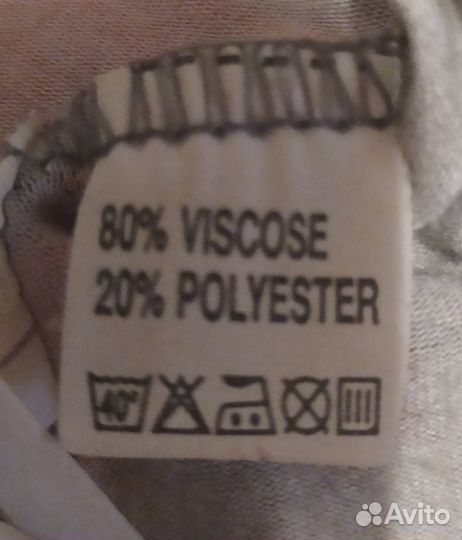 80% VISCOSE
20% POLYESTER
40°
Avito